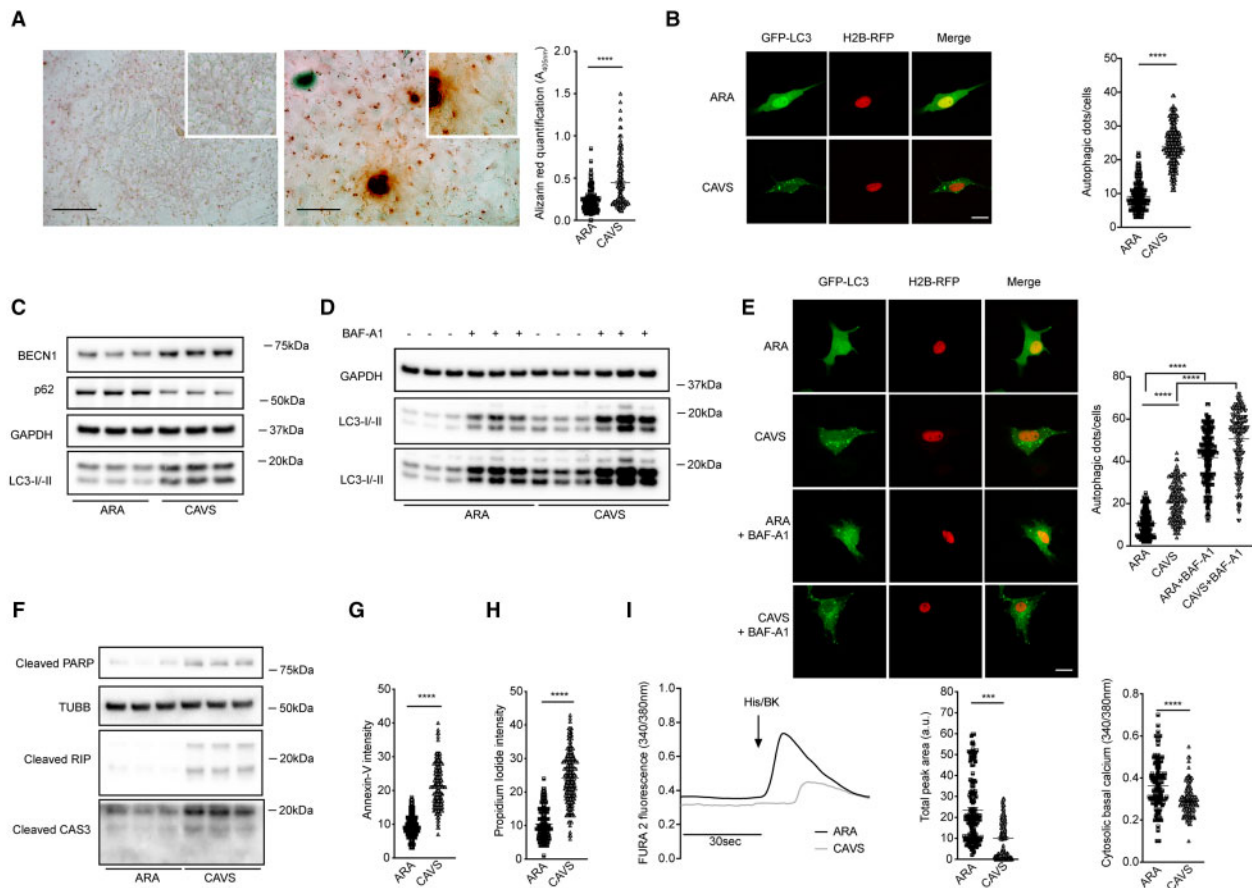 A
Alizarin red quantification (A405nm)
2.0
1.5
1.0
0.5
0.0
****
ARA
CAVS
B
GFP-LC3 H2B-RFP Merge
ARA
CAVS
Autophagic dots/cells
50
40
30
20
10
0
****
ARA
CAVS
C
BECN1
p62
GAPDH
LC3-I/-II
75kDa
50kDa
37kDa
20kDa
ARA CAVS
D
BAF-A1 - - - + + + - - - + + +
GAPDH
LC3-I/-II
LC3-I/-II
37kDa
20kDa
20kDa
ARA CAVS
E
GFP-LC3 H2B-RFP Merge
ARA
CAVS
ARA
+ BAF-A1
CAVS
+ BAF-A1
Autophagic dots/cells
80
60
40
20
0
****
****
****
ARA
CAVS
ARA+BAF-A1
CAVS+BAF-A1
F
Cleaved PARP
TUBB
Cleaved RIP
Cleaved CAS3
75kDa
50kDa
20kDa
20kDa
ARA CAVS
G
Annexin-V intensity
50
40
30
20
10
0
****
ARA
CAVS
H
Propidium Iodide intensity
50
40
30
20
10
0
****
ARA
CAVS
I
FURA 2 fluorescence (340/380nm)
0.8
0.6
0.4
0.2
0.0
His/BK
30sec
ARA
CAVS
Total peak area (a.u.)
80
70
60
50
40
30
20
10
0
***
ARA
CAVS
Cytosolic basal calcium (340/380nm)
0.8
0.6
0.4
0.2
0.0
****
ARA
CAVS